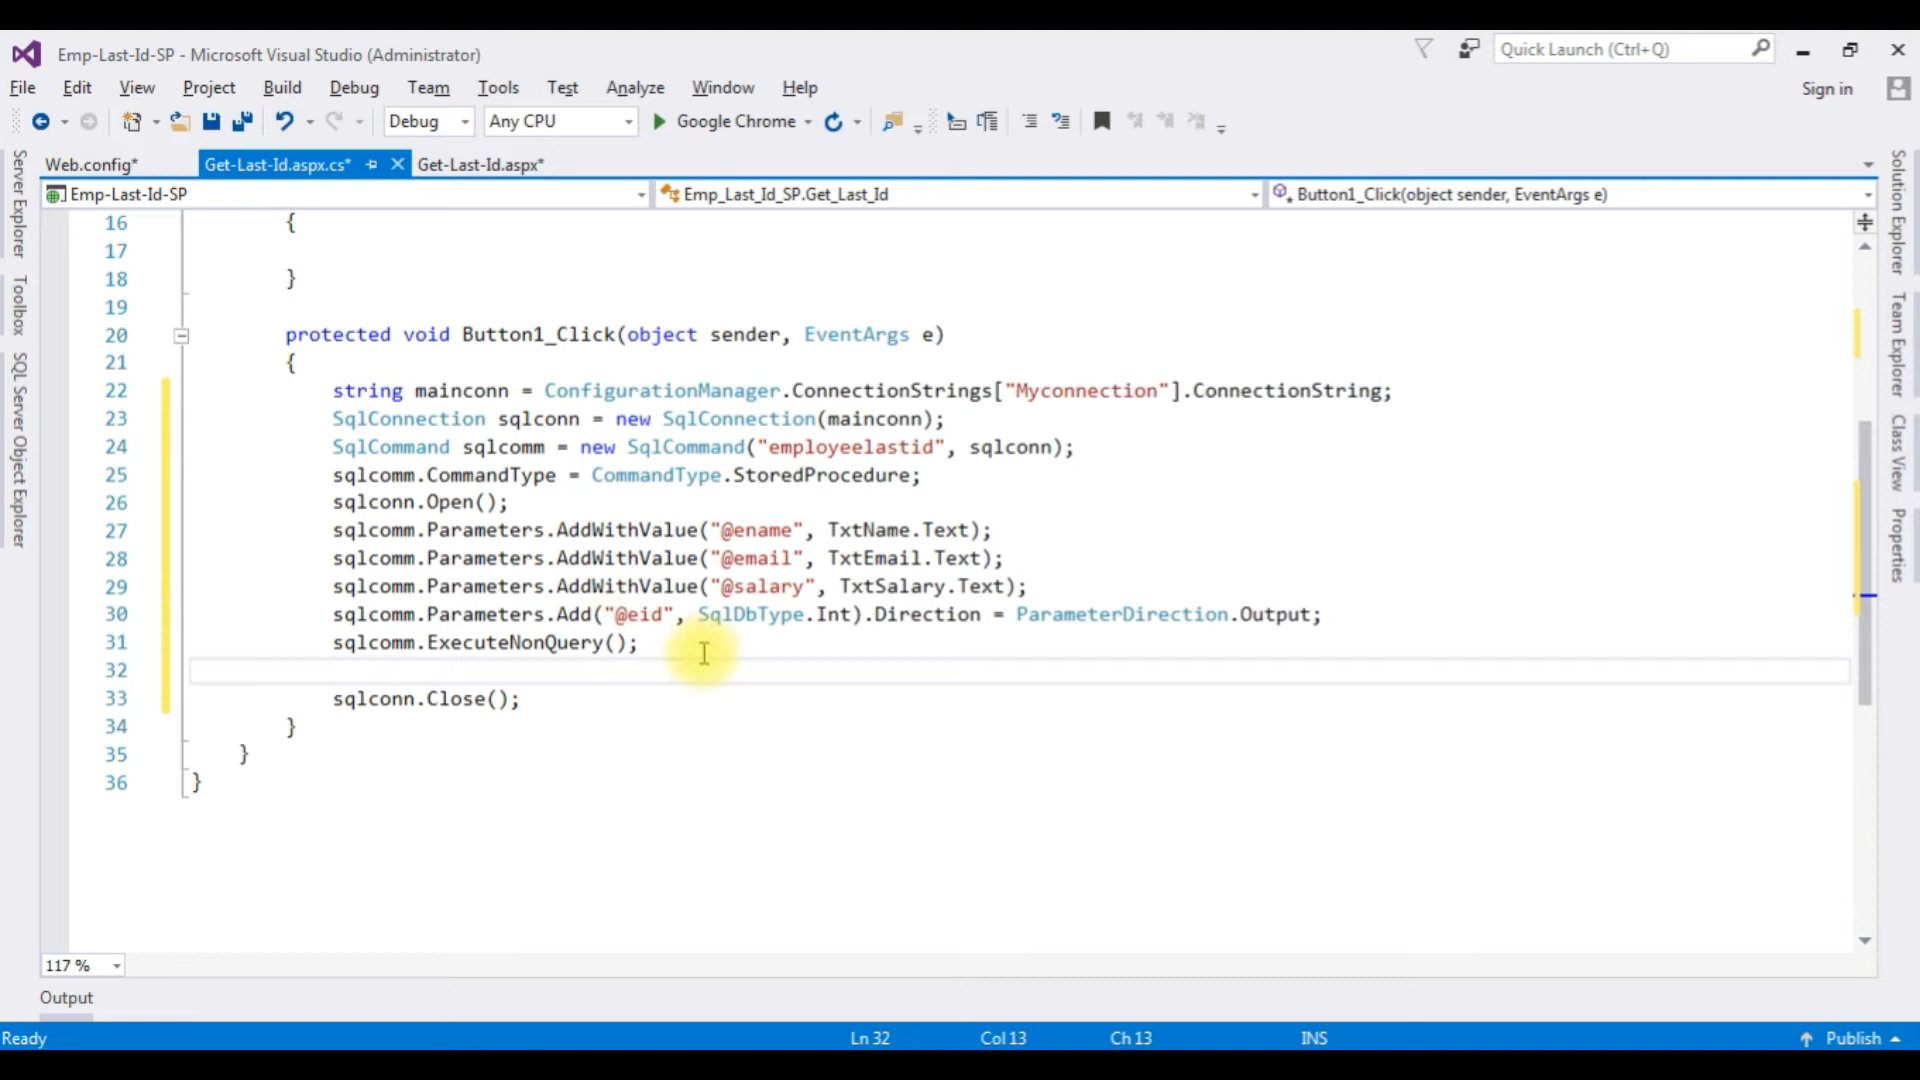 Emp-Last-Id-SP - Microsoft Visual Studio (Administrator)
Quick Launch (Ctrl+Q)
File Edit View Project Build Debug Team Tools Test Analyze Window Help
Sign in
Debug Any CPU Google Chrome
Web.config* Get-Last-Id.aspx.cs* Get-Last-Id.aspx*
Emp-Last-Id-SP Emp_Last_Id_SP.Get_Last_Id Button1_Click(object sender, EventArgs e)
Server Explorer
Toolbox
SQL Server Object Explorer
16 {
17
18 }
19
20 protected void Button1_Click(object sender, EventArgs e)
21 {
22 string mainconn = ConfigurationManager.ConnectionStrings["Myconnection"].ConnectionString;
23 SqlConnection sqlconn = new SqlConnection(mainconn);
24 SqlCommand sqlcomm = new SqlCommand("employeelastid", sqlconn);
25 sqlcomm.CommandType = CommandType.StoredProcedure;
26 sqlconn.Open();
27 sqlcomm.Parameters.AddWithValue("@ename", TxtName.Text);
28 sqlcomm.Parameters.AddWithValue("@email", TxtEmail.Text);
29 sqlcomm.Parameters.AddWithValue("@salary", TxtSalary.Text);
30 sqlcomm.Parameters.Add("@eid", SqlDbType.Int).Direction = ParameterDirection.Output;
31 sqlcomm.ExecuteNonQuery();
32
33 sqlconn.Close();
34 }
35 }
36 }
Solution Explorer
Team Explorer
Class View
Properties
117 %
Output
Ready Ln 32 Col 13 Ch 13 INS Publish